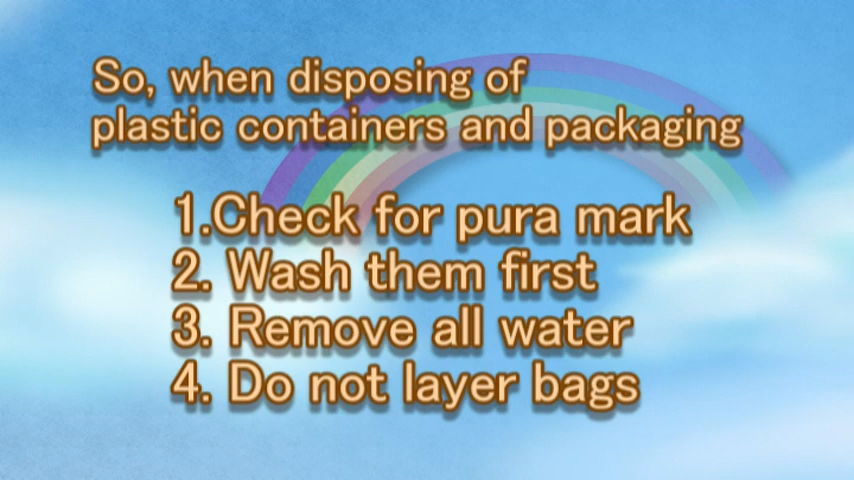 So, when disposing of
plastic containers and packaging
1.Check for pura mark
2. Wash them first
3. Remove all water
4. Do not layer bags